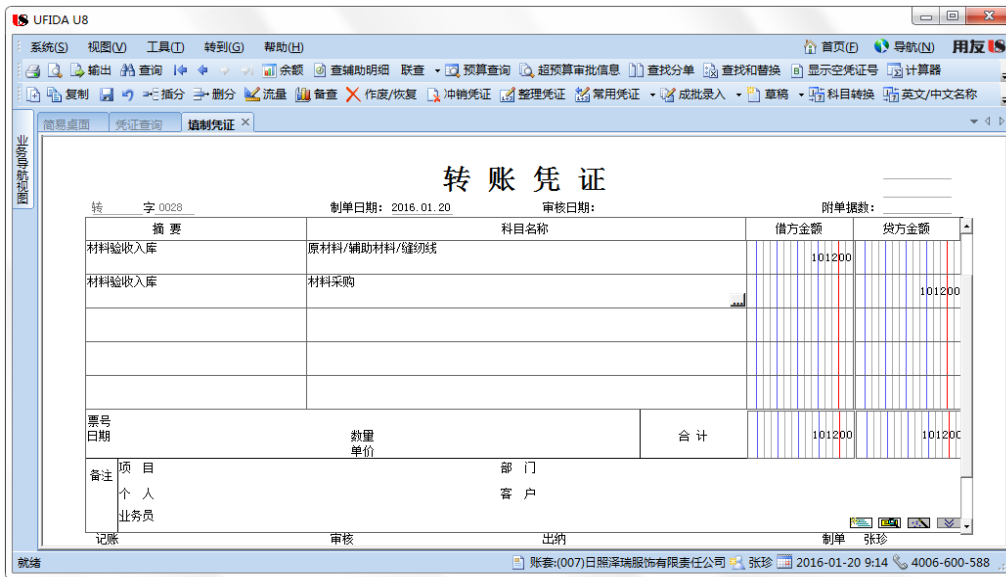 UFIDA U8
系统(S) 视图(V) 工具(T) 转到(G) 帮助(H) 首页(F) 导航(N) 用友 US
输出 查询 余额 查辅助明细 联查 预算查询 超预算审批信息 查找分单 查找和替换 显示空凭证号 计算器
复制 插分 删分 流量 备查 作废/恢复 冲销凭证 整理凭证 常用凭证 成批录入 草稿 科目转换 英文/中文名称
业务导航视图
简易桌面 凭证查询 填制凭证
转 账 凭 证
转 字 0028 制单日期: 2016.01.20 审核日期: 附单据数:
摘 要 科目名称 借方金额 贷方金额
材料验收入库 原材料/辅助材料/缝纫线 101200
材料验收入库 材料采购 101200
票号
日期 数量 合 计 101200 101200
单价
备注 项 目 部 门
个 人 客 户
业务员
记账 审核 出纳 制单 张珍
就绪 账套:(007)日照泽瑞服饰有限责任公司 张珍 2016-01-20 9:14 4006-600-588